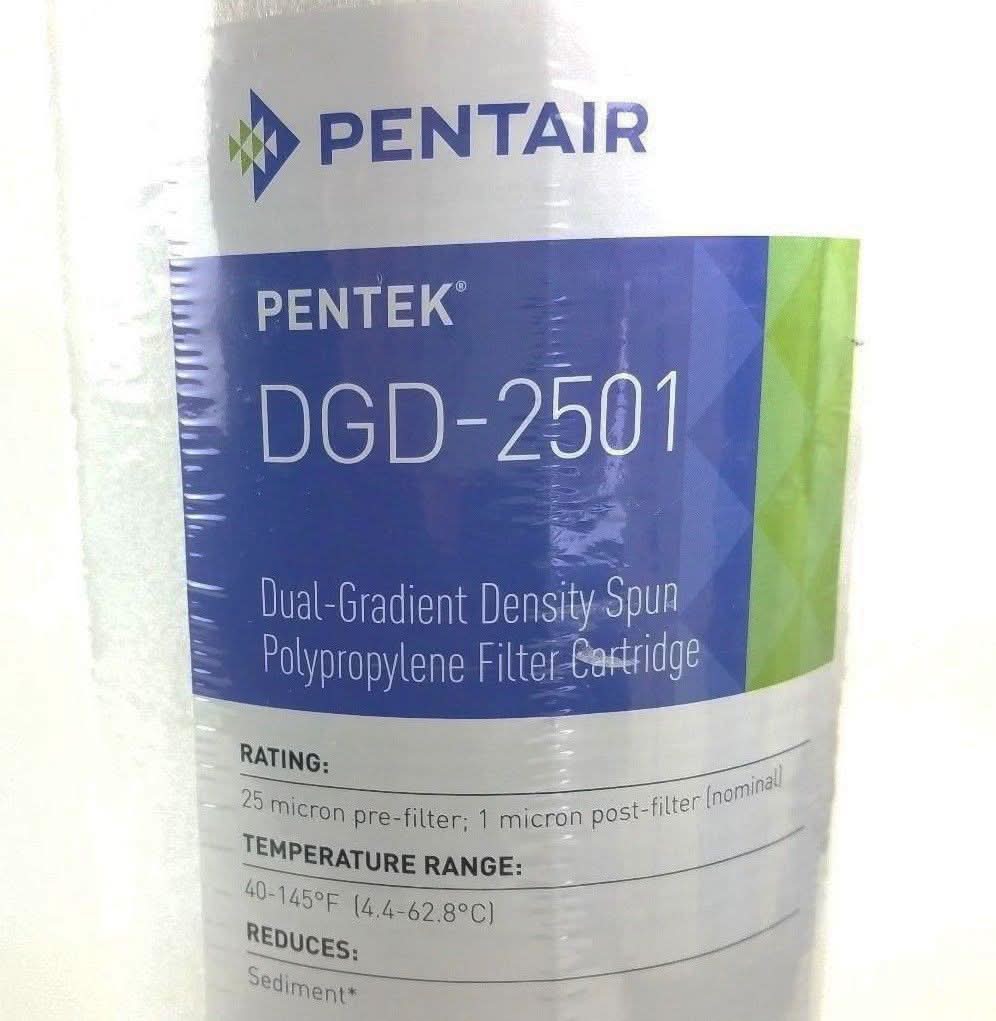 PENTAIR
PENTEK®
DGD-2501
Dual-Gradient Density Spun
Polypropylene Filter Cartridge
RATING:
25 micron pre-filter; 1 micron post-filter (nominal)
TEMPERATURE RANGE:
40-145°F (4.4-62.8°C)
REDUCES:
Sediment*